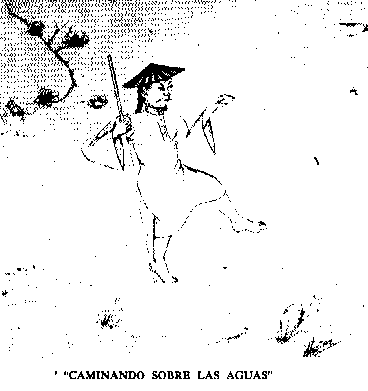 "CAMINANDO SOBRE LAS AGUAS"